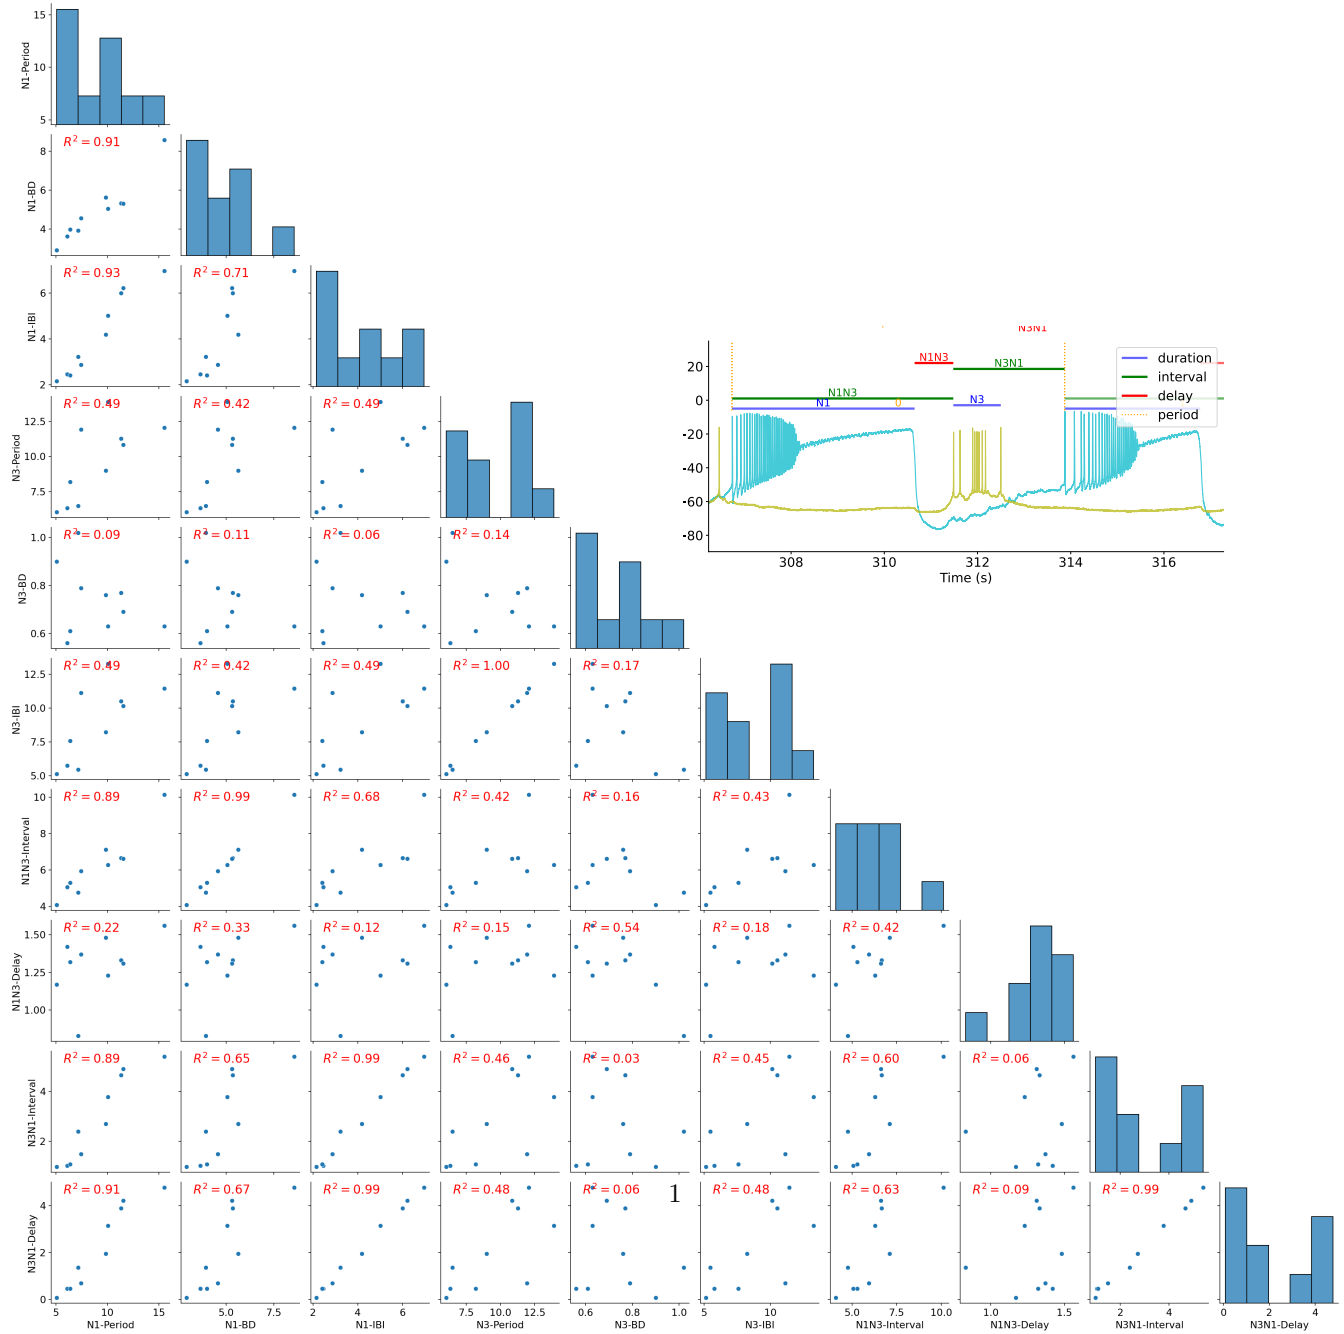 15
10
5
N1-Period
R² = 0.91
8
6
4
N1-BD
R² = 0.93
R² = 0.71
6
4
2
N1-IBI
N3N1
N1N3
N3N1
N1N3
N1
0
N3
duration
interval
delay
period
20
0
-20
-40
-60
-80
308
310
312
314
316
Time (s)
R² = 0.49
R² = 0.42
R² = 0.49
12.5
10.0
7.5
N3-Period
R² = 0.09
R² = 0.11
R² = 0.06
R² = 0.14
1.0
0.8
0.6
N3-BD
R² = 0.49
R² = 0.42
R² = 0.49
R² = 1.00
R² = 0.17
12.5
10.0
7.5
5.0
N3-IBI
R² = 0.89
R² = 0.99
R² = 0.68
R² = 0.42
R² = 0.16
R² = 0.43
10
8
6
4
N1N3-Interval
R² = 0.22
R² = 0.33
R² = 0.12
R² = 0.15
R² = 0.54
R² = 0.18
R² = 0.42
1.50
1.25
1.00
N1N3-Delay
R² = 0.89
R² = 0.65
R² = 0.99
R² = 0.46
R² = 0.03
R² = 0.45
R² = 0.60
R² = 0.06
4
2
N3N1-Interval
R² = 0.91
R² = 0.67
R² = 0.99
R² = 0.48
R² = 0.06
1
R² = 0.48
R² = 0.63
R² = 0.09
R² = 0.99
4
2
0
N3N1-Delay
5 10 15
5.0 7.5
2 4 6
7.5 10.0 12.5
0.6 0.8 1.0
10
5.0 7.5 10.0
1.0 1.5
2 4
0 2 4
N1-Period
N1-BD
N1-IBI
N3-Period
N3-BD
N3-IBI
N1N3-Interval
N1N3-Delay
N3N1-Interval
N3N1-Delay